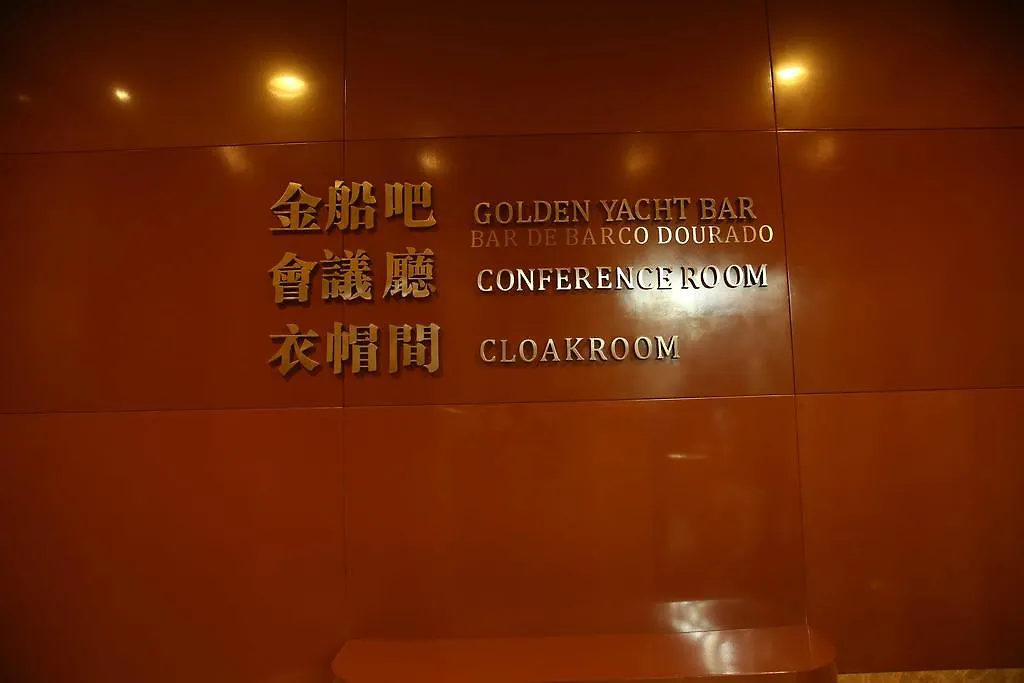 金船吧 GOLDEN YACHT BAR
BAR DE BARCO DOURADO
會議廳 CONFERENCE ROOM
衣帽間 CLOAKROOM